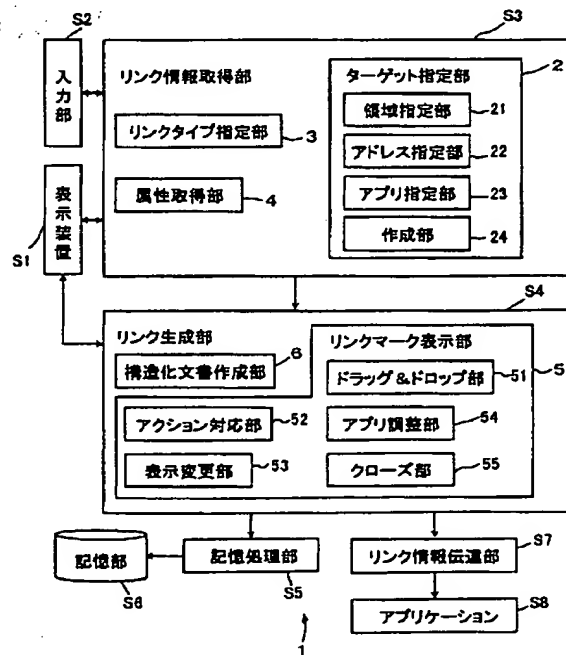 S2
S3
入力部
リンク情報取得部
ターゲット指定部
2
領域指定部
21
リンクタイプ指定部
3
アドレス指定部
22
アプリ指定部
23
属性取得部
4
作成部
24
表示装置
S1
S4
リンク生成部
リンクマーク表示部
構造化文書作成部
6
ドラッグ&ドロップ部
51
5
アクション対応部
52
アプリ調整部
54
表示変更部
53
クローズ部
55
記憶部
S6
記憶処理部
S5
リンク情報伝達部
S7
アプリケーション
S8
1